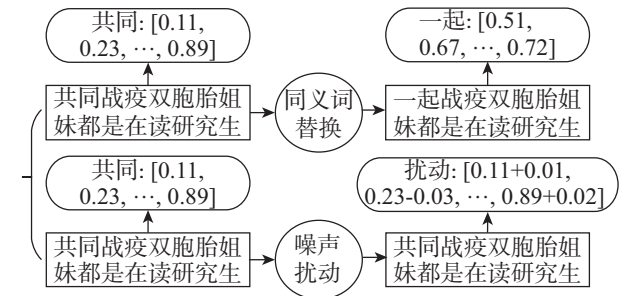 共同: [0.11,
0.23, ···, 0.89]
一起: [0.51,
0.67, ···, 0.72]
共同战疫双胞胎姐
妹都是在读研究生
同义词
替换
一起战疫双胞胎姐
妹都是在读研究生
共同: [0.11,
0.23, ···, 0.89]
扰动: [0.11+0.01,
0.23-0.03, ···, 0.89+0.02]
共同战疫双胞胎姐
妹都是在读研究生
噪声
扰动
共同战疫双胞胎姐
妹都是在读研究生